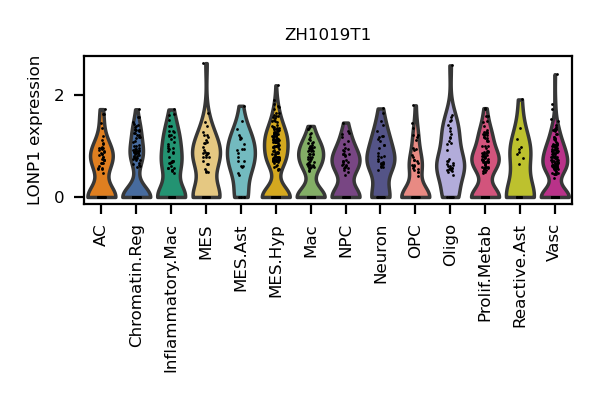 ZH1019T1
LONP1 expression
2
0
AC
Chromatin.Reg
Inflammatory.Mac
MES
MES.Ast
MES.Hyp
Mac
NPC
Neuron
OPC
Oligo
Prolif.Metab
Reactive.Ast
Vasc